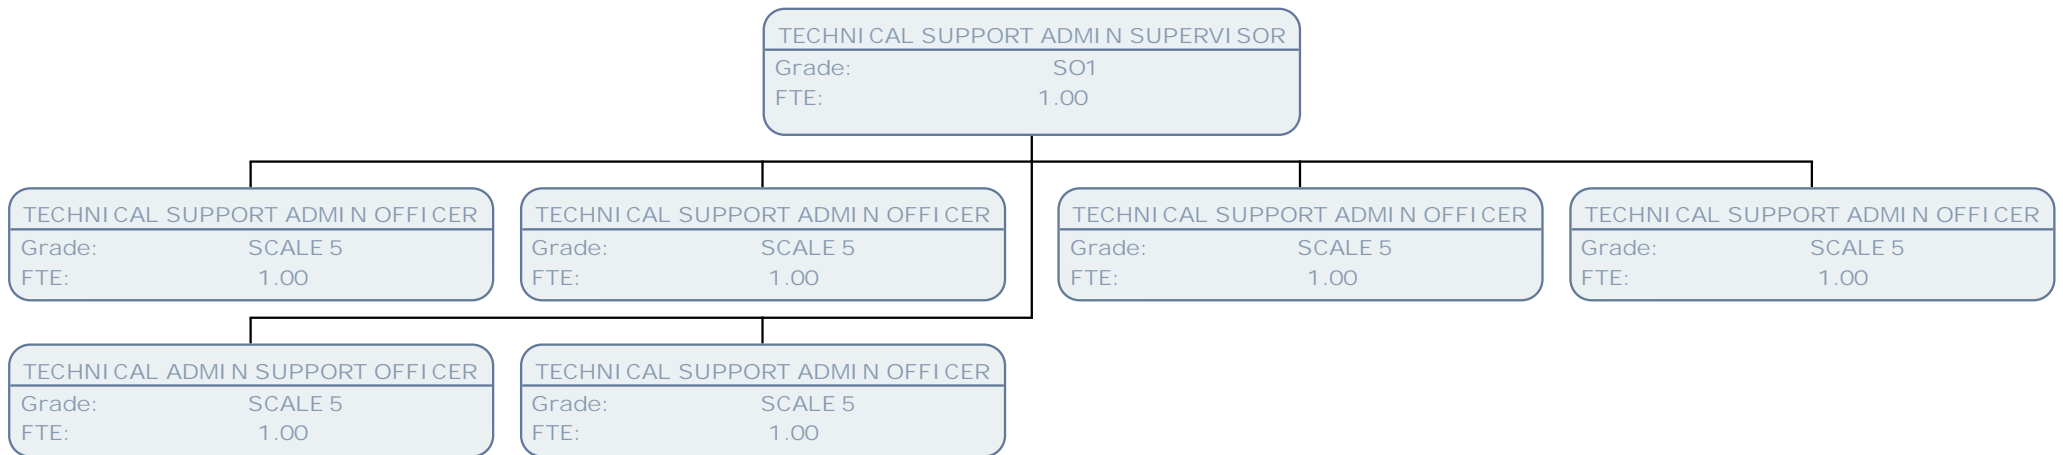 TECHNICAL SUPPORT ADMIN SUPERVISOR
Grade: SO1
FTE: 1.00
TECHNICAL SUPPORT ADMIN OFFICER
Grade: SCALE 5
FTE: 1.00
TECHNICAL SUPPORT ADMIN OFFICER
Grade: SCALE 5
FTE: 1.00
TECHNICAL SUPPORT ADMIN OFFICER
Grade: SCALE 5
FTE: 1.00
TECHNICAL SUPPORT ADMIN OFFICER
Grade: SCALE 5
FTE: 1.00
TECHNICAL ADMIN SUPPORT OFFICER
Grade: SCALE 5
FTE: 1.00
TECHNICAL SUPPORT ADMIN OFFICER
Grade: SCALE 5
FTE: 1.00